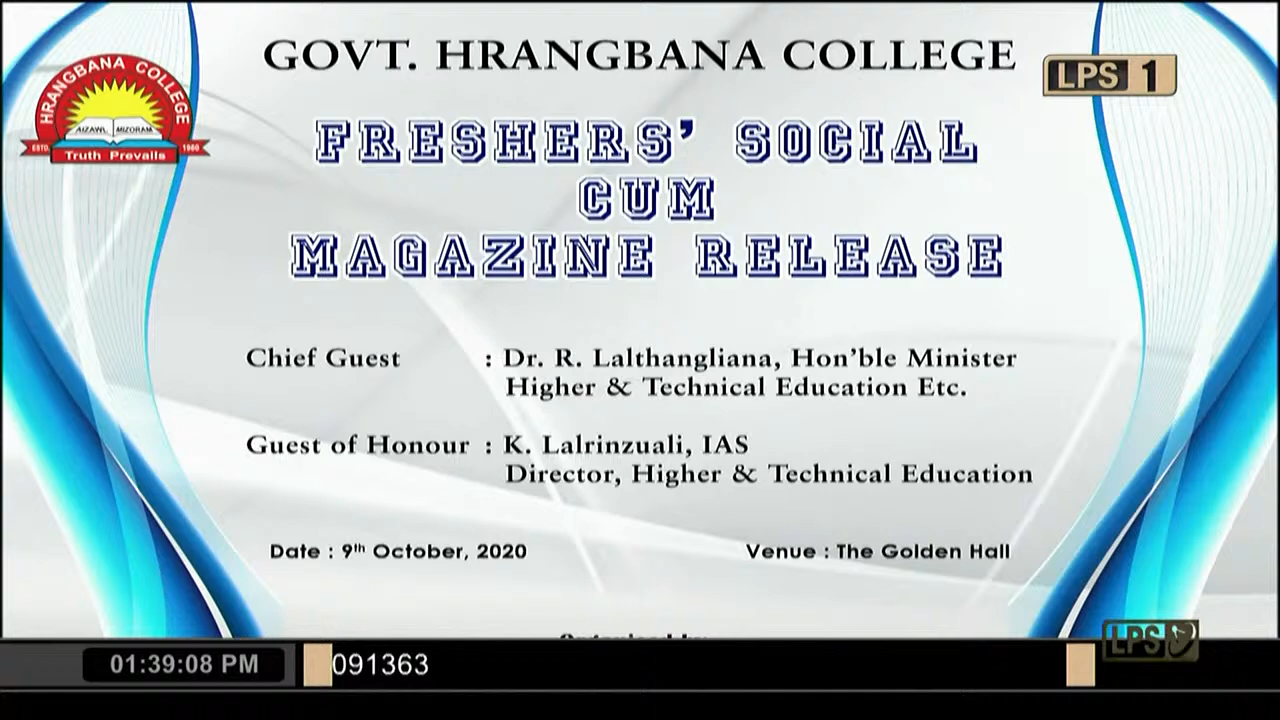 GOVT. HRANGBANA COLLEGE
HRANGBANA COLLEGE
AIZAWL MIZORAM
ESTD. 1980
Truth Prevails
LPS 1
FRESHERS' SOCIAL
CUM
MAGAZINE RELEASE
Chief Guest : Dr. R. Lalthangliana, Hon'ble Minister
Higher & Technical Education Etc.
Guest of Honour : K. Lalrinzuali, IAS
Director, Higher & Technical Education
Date : 9th October, 2020 Venue : The Golden Hall
LPS
01:39:08 PM 091363